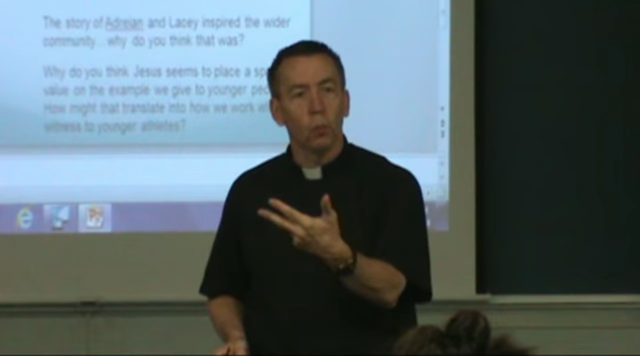 The story of Adreian and Lacey inspired the wider
community... why do you think that was?
Why do you think Jesus seems to place a
value on the example we give to younger
How might that translate into how we work
witness to younger athletes?